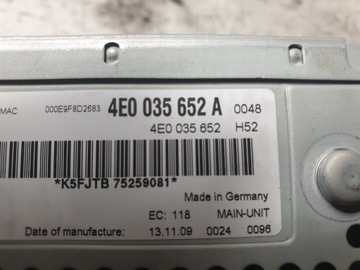 MAC: 000E9F8D2683 4E0 035 652 A 0048
4E0 035 652 H52
*K5FJTB 75259081*
Made in Germany
EC: 118 MAIN-UNIT
Date of manufacture: 13.11.09 0024 0096